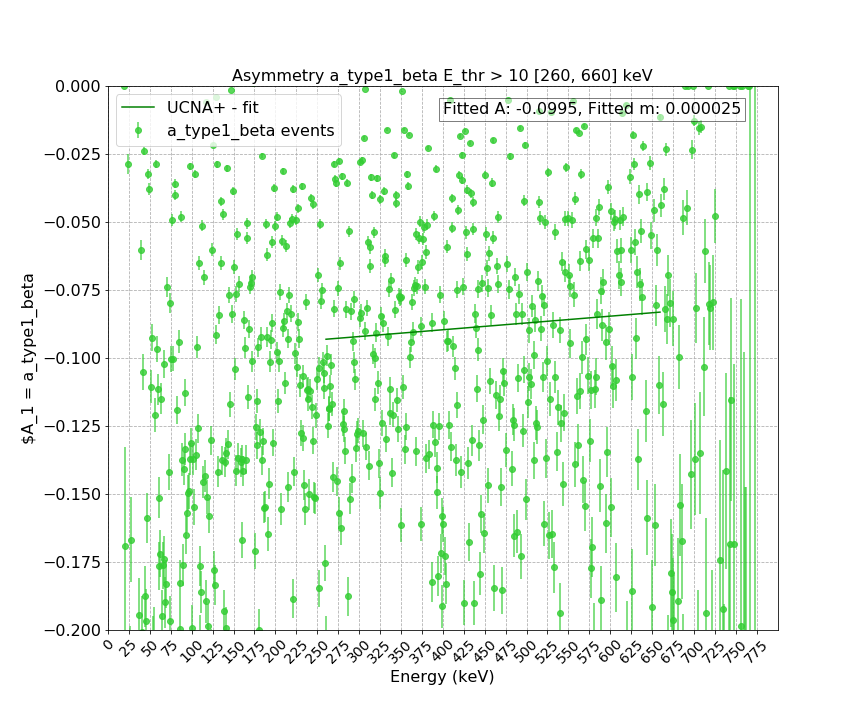 Asymmetry a_type1_beta E_thr > 10 [260, 660] keV
UCNA+ - fit
a_type1_beta events
Fitted A: -0.0995, Fitted m: 0.000025
$A_1 = a_type1_beta
0.000
−0.025
−0.050
−0.075
−0.100
−0.125
−0.150
−0.175
−0.200
0 25 50 75 100 125 150 175 200 225 250 275 300 325 350 375 400 425 450 475 500 525 550 575 600 625 650 675 700 725 750 775
Energy (keV)